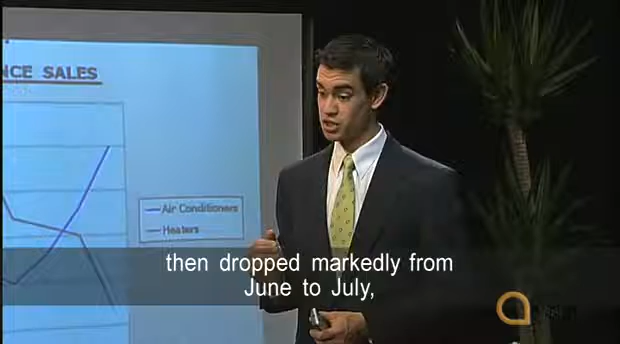 NCE SALES
Air Conditioners
Heaters
then dropped markedly from
June to July,